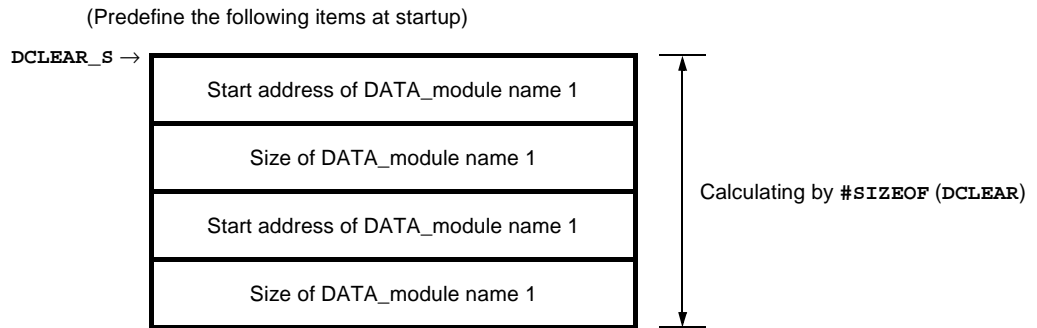 (Predefine the following items at startup)
DCLEAR_S →
Start address of DATA_module name 1
Size of DATA_module name 1
Calculating by #SIZEOF (DCLEAR)
Start address of DATA_module name 1
Size of DATA_module name 1